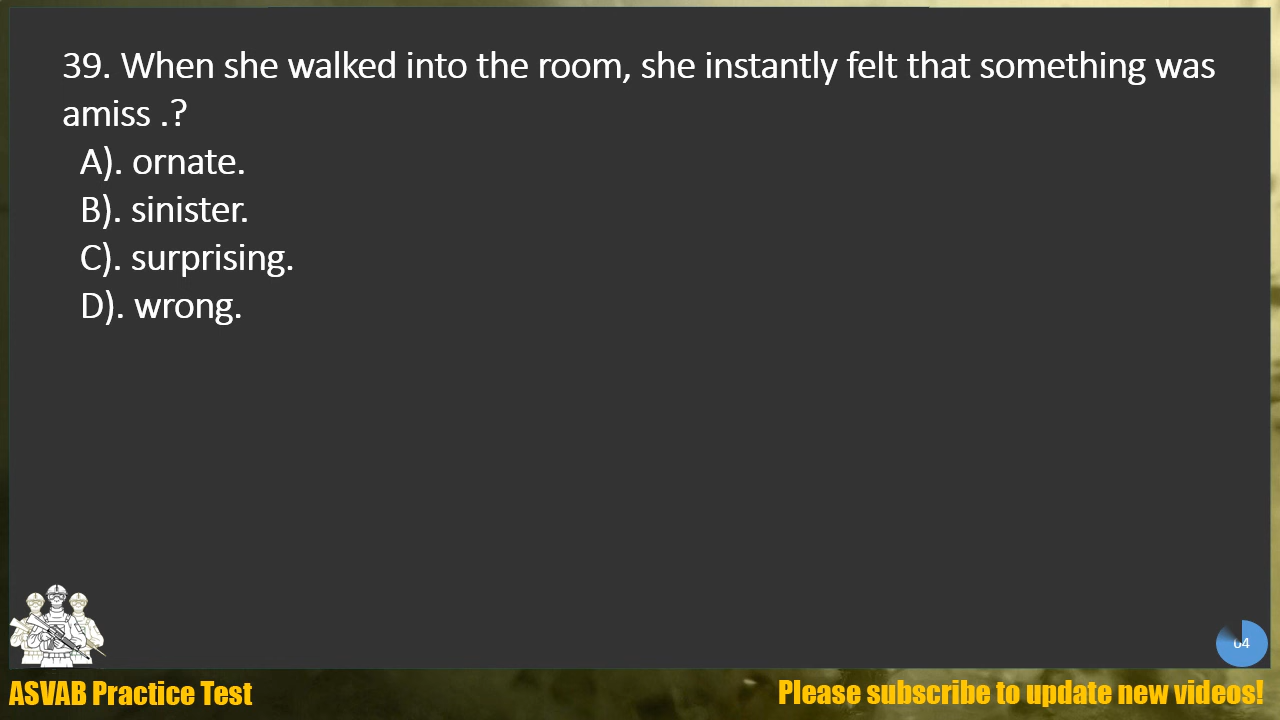 39. When she walked into the room, she instantly felt that something was
amiss .?
A). ornate.
B). sinister.
C). surprising.
D). wrong.
04
ASVAB Practice Test
Please subscribe to update new videos!